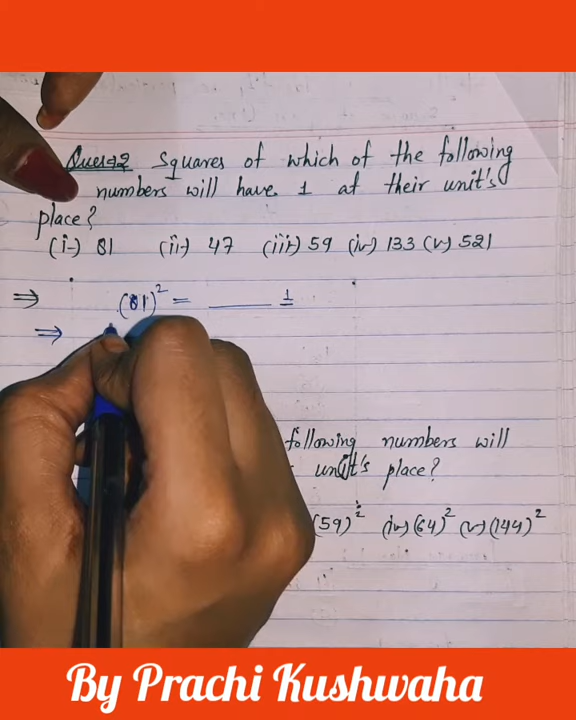 Ques→2 Squares of which of the following
numbers will have 1 at their unit's
place?
(i-) 81 (ii-) 47 (iii-) 59 (iv-) 133 (v-) 521
⇒ (81)² = ______ 1
⇒
following numbers will
unit's place?
(59)² (iv-) (64)² (v-) (144)²
By Prachi Kushwaha